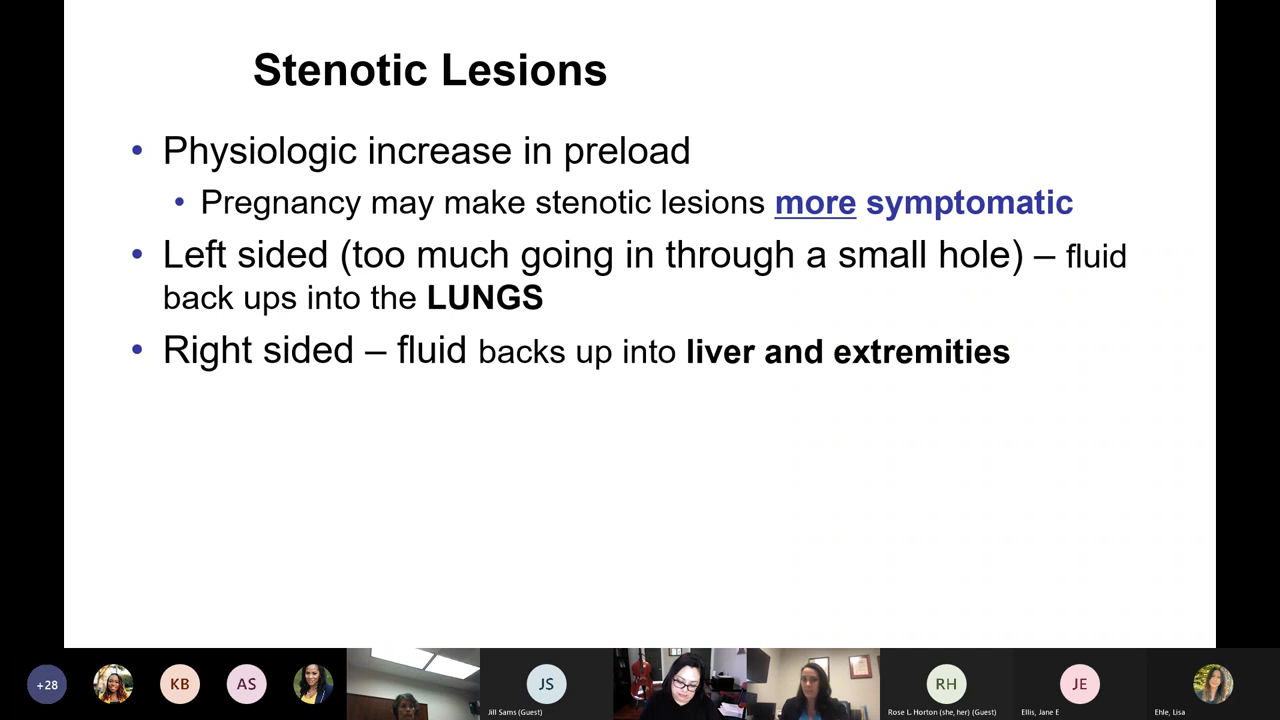 Stenotic Lesions
• Physiologic increase in preload
• Pregnancy may make stenotic lesions more symptomatic
• Left sided (too much going in through a small hole) – fluid
back ups into the LUNGS
• Right sided – fluid backs up into liver and extremities
+28
KB
AS
JS
Jill Sams (Guest)
RH
Rose L. Horton (she, her) (Guest)
JE
Ellis, Jane E
Ehle, Lisa